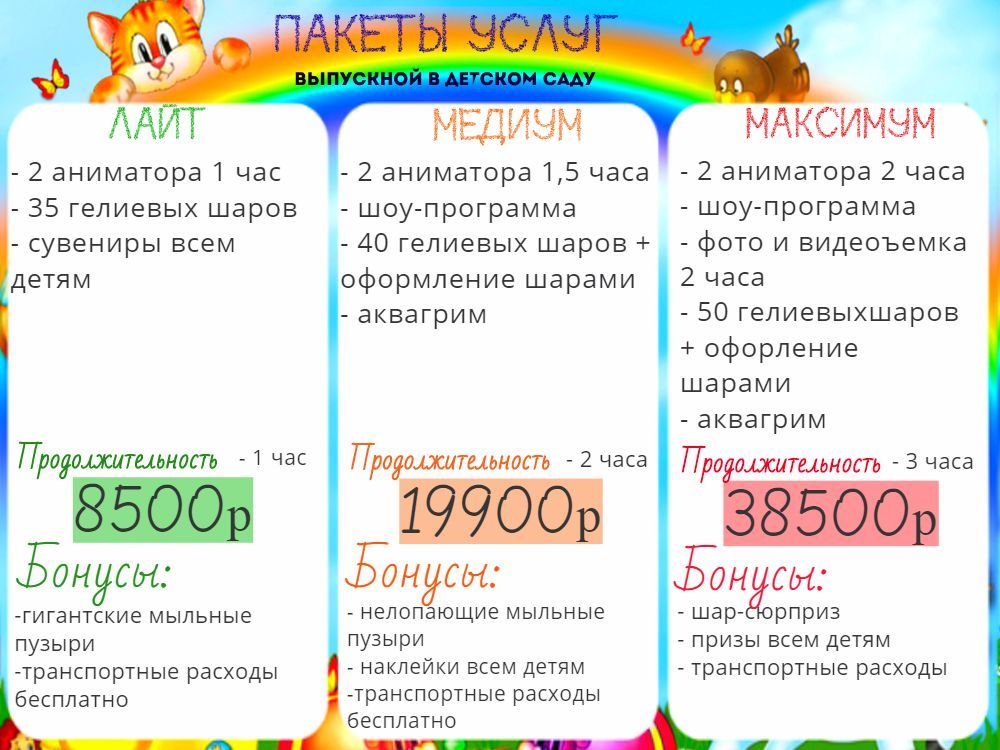 ПАКЕТЫ УСЛУГ
ВЫПУСКНОЙ В ДЕТСКОМ САДУ
ЛАЙТ
- 2 аниматора 1 час
- 35 гелиевых шаров
- сувениры всем
детям
Продолжительность - 1 час
8500р
Бонусы:
-гигантские мыльные
пузыри
-транспортные расходы
бесплатно
МЕДИУМ
- 2 аниматора 1,5 часа
- шоу-программа
- 40 гелиевых шаров +
оформление шарами
- аквагрим
Продолжительность - 2 часа
19900р
Бонусы:
- нелопающие мыльные
пузыри
- наклейки всем детям
-транспортные расходы
бесплатно
МАКСИМУМ
- 2 аниматора 2 часа
- шоу-программа
- фото и видеоъемка
2 часа
- 50 гелиевыхшаров
+ офорление
шарами
- аквагрим
Продолжительность - 3 часа
38500р
Бонусы:
- шар-сюрприз
- призы всем детям
- транспортные расходы